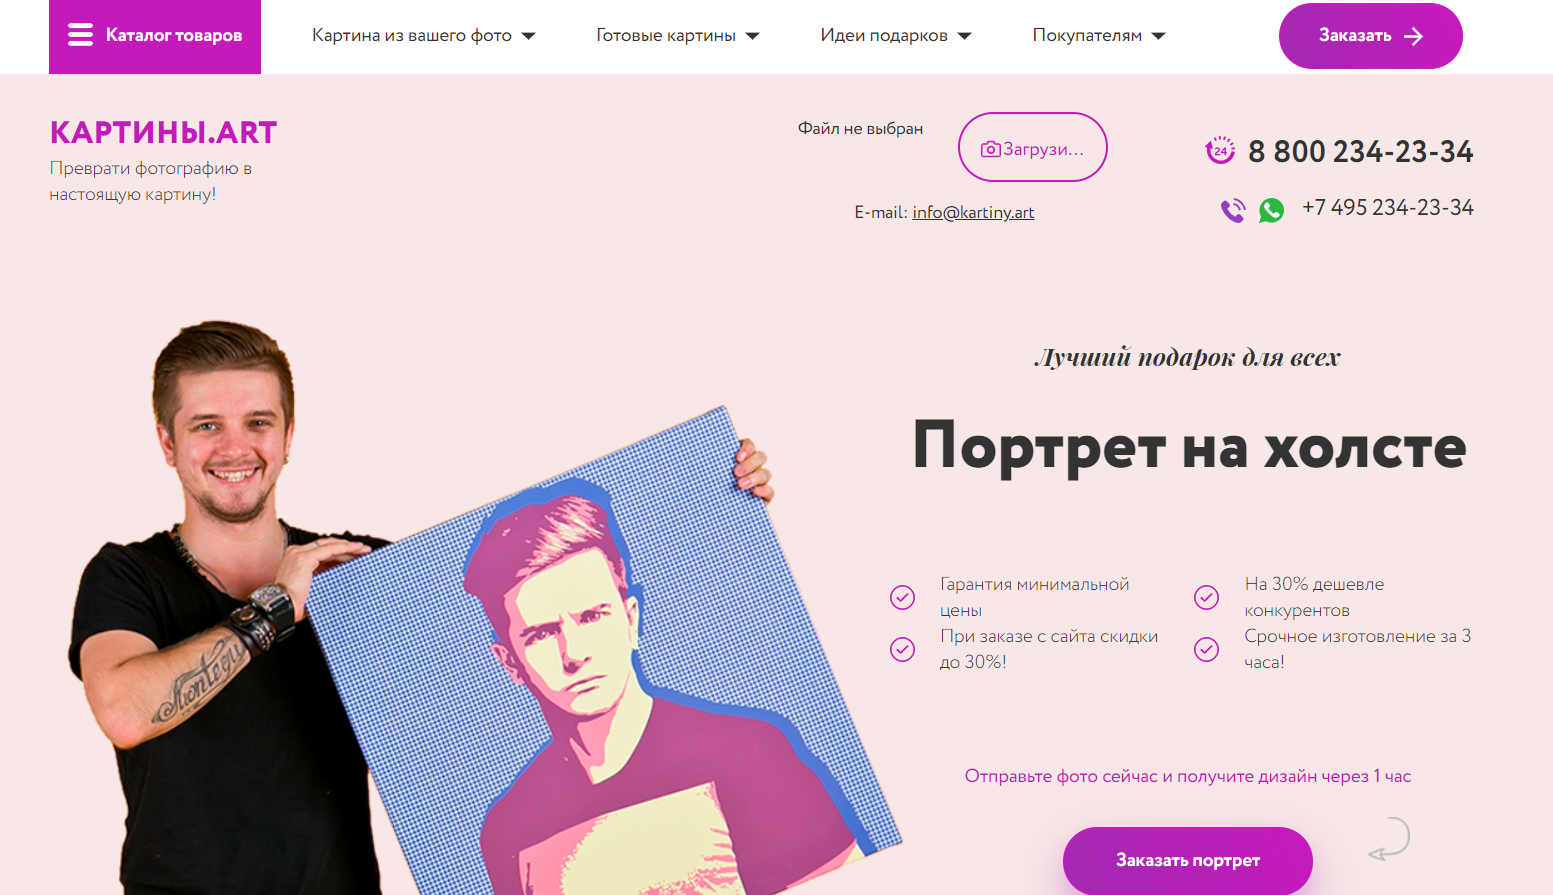 Каталог товаров
Картина из вашего фото
Готовые картины
Идеи подарков
Покупателям
Заказать
КАРТИНЫ.ART
Преврати фотографию в
настоящую картину!
Файл не выбран
Загрузи...
E-mail: info@kartiny.art
24
8 800 234-23-34
+7 495 234-23-34
Лучший подарок для всех
Портрет на холсте
Гарантия минимальной
цены
На 30% дешевле
конкурентов
При заказе с сайта скидки
до 30%!
Срочное изготовление за 3
часа!
Отправьте фото сейчас и получите дизайн через 1 час
Заказать портрет